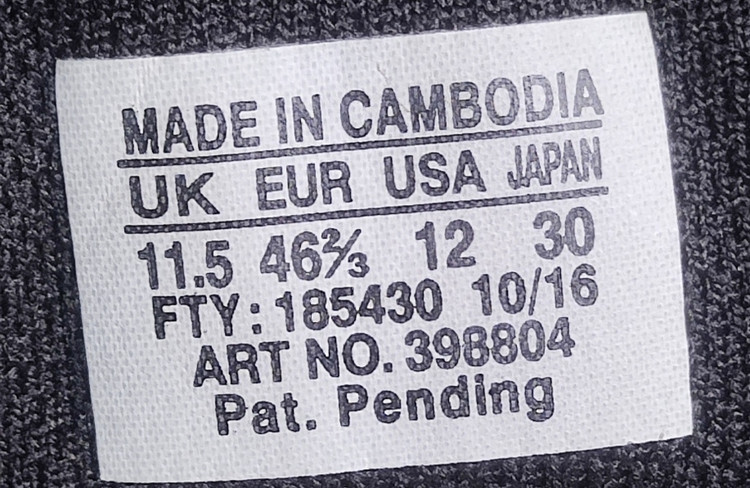 MADE IN CAMBODIA
UK EUR USA JAPAN
11.5 46⅔ 12 30
FTY: 185430 10/16
ART NO. 398804
Pat. Pending